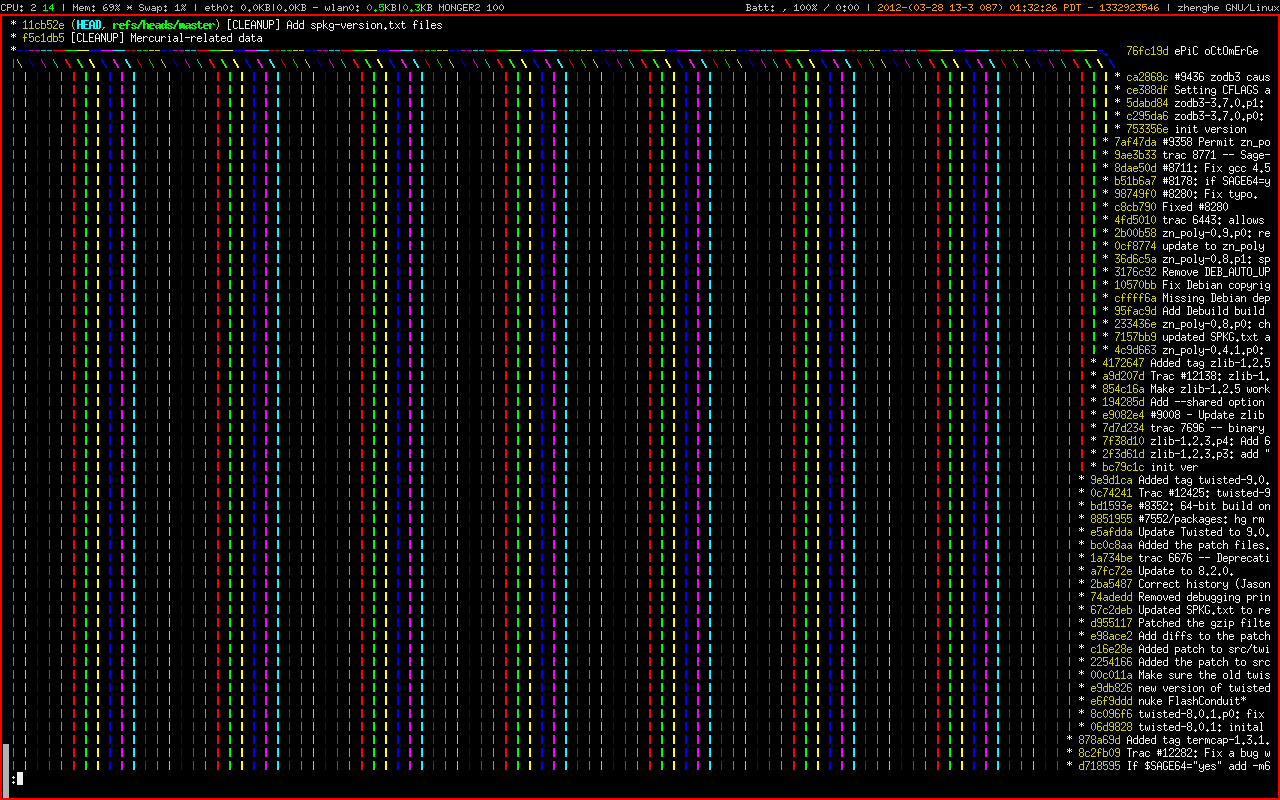 CPU: 2 14 | Mem: 69% * Swap: 1% | eth0: 0.0KB|0.0KB - wlan0: 0.5KB|0.3KB MONGER2 100 Batt: , 100% / 0:00 | 2012-(03-28 13-3 087) 01:32:26 PDT - 1332923546 | zhenghe GNU/Linux
* 11cb52e (HEAD, refs/heads/master) [CLEANUP] Add spkg-version.txt files
* f5c1db5 [CLEANUP] Mercurial-related data
* 76fc19d ePiC oCtOmErGe
* ca2868c #9436 zodb3 caus
* ce388df Setting CFLAGS a
* 5dabd84 zodb3-3.7.0.p1:
* c295da6 zodb3-3.7.0.p0:
* 753356e init version
* 7af47da #9358 Permit zn_po
* 9ae3b33 trac 8771 -- Sage-
* 8dae50d #8711: Fix gcc 4.5
* b51b6a7 #8178: if SAGE64=y
* 98749f0 #8280: Fix typo.
* c8cb790 Fixed #8280
* 4fd5010 trac 6443: allows
* 2b00b58 zn_poly-0.9.p0: re
* 0cf8774 update to zn_poly
* 36d6c5a zn_poly-0.8.p1: sp
* 3176c92 Remove DEB_AUTO_UP
* 10570bb Fix Debian copyrig
* cffff6a Missing Debian dep
* 95fac9d Add Debuild build
* 233436e zn_poly-0.8.p0: ch
* 7157bb9 updated SPKG.txt a
* 4c9d663 zn_poly-0.4.1.p0:
* 4172647 Added tag zlib-1.2.5
* a9d207d Trac #12138: zlib-1.
* 854c16a Make zlib-1.2.5 work
* 194285d Add --shared option
* e9082e4 #9008 - Update zlib
* 7d7d234 trac 7696 -- binary
* 7f38d10 zlib-1.2.3.p4: Add 6
* 2f3d61d zlib-1.2.3.p3: add "
* bc79c1c init ver
* 9e9d1ca Added tag twisted-9.0.
* 0c74241 Trac #12425: twisted-9
* bd1593e #8352: 64-bit build on
* 8851955 #7552/packages: hg rm
* e5afdda Update Twisted to 9.0.
* bc0c8aa Added the patch files.
* 1a734be trac 6676 -- Deprecati
* a7fc72e Update to 8.2.0.
* 2ba5487 Correct history (Jason
* 74adedd Removed debugging prin
* 67c2deb Updated SPKG.txt to re
* d955117 Patched the gzip filte
* e98ace2 Add diffs to the patch
* c16e28e Added patch to src/twi
* 2254166 Added the patch to src
* 00c011a Make sure the old twis
* e9db826 new version of twisted
* e6f9ddd nuke FlashConduit*
* 8c096f6 twisted-8.0.1.p0: fix
* 06d9828 twisted-8.0.1: inital
* 878a69d Added tag termcap-1.3.1.
* 8c2fb09 Trac #12282: Fix a bug w
* d718595 If $SAGE64="yes" add -m6
: